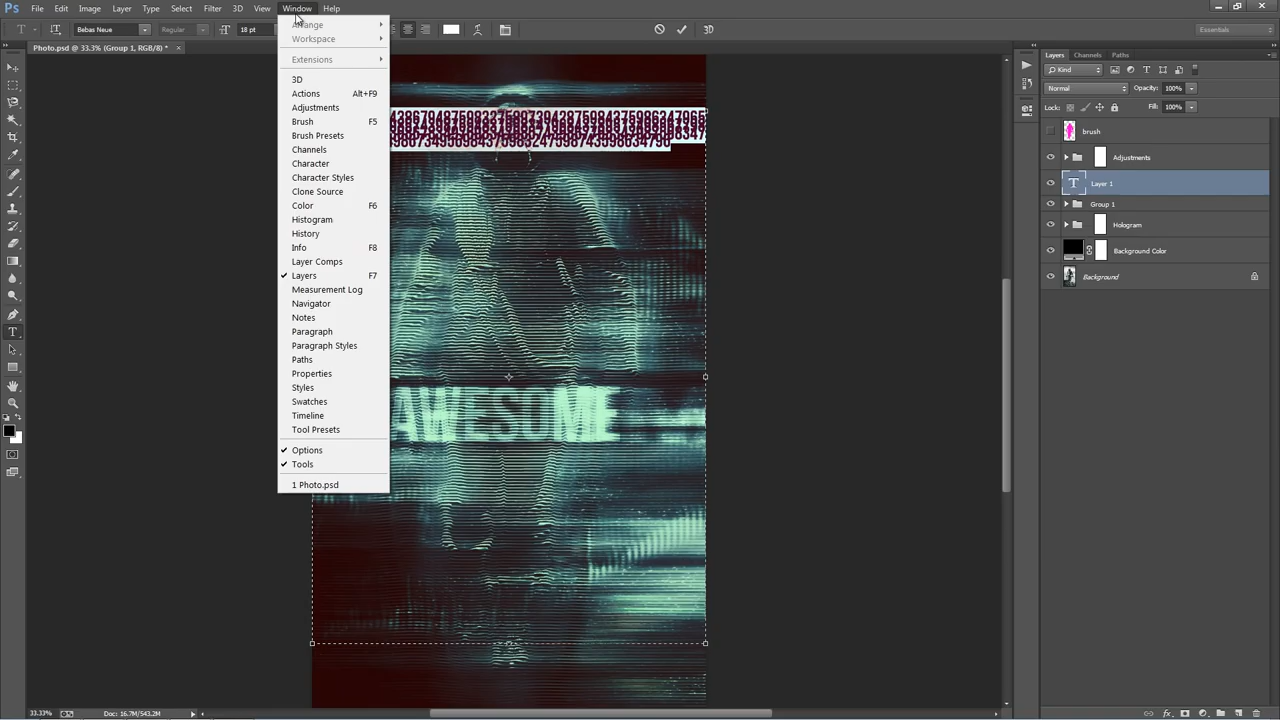 Ps File Edit Image Layer Type Select Filter 3D View Window Help
Bebas Neue Regular 18 pt 3D Essentials
Photo.psd @ 33.3% (Group 1, RGB/8) * ×
Arrange
Workspace
Extensions
3D
Actions Alt+F9
Adjustments
Brush F5
Brush Presets
Channels
Character
Character Styles
Clone Source
Color F6
Histogram
History
Info F8
Layer Comps
Layers F7
Measurement Log
Navigator
Notes
Paragraph
Paragraph Styles
Paths
Properties
Styles
Swatches
Timeline
Tool Presets
Options
Tools
1 Photo.psd
AWESOME
Layers Channels Paths
Kind
Normal Opacity: 100%
Lock: Fill: 100%
brush
Adjustments
Layer 1
Group 1
Hologram
Background Color
Background
33.33% Doc: 16.7M/543.2M